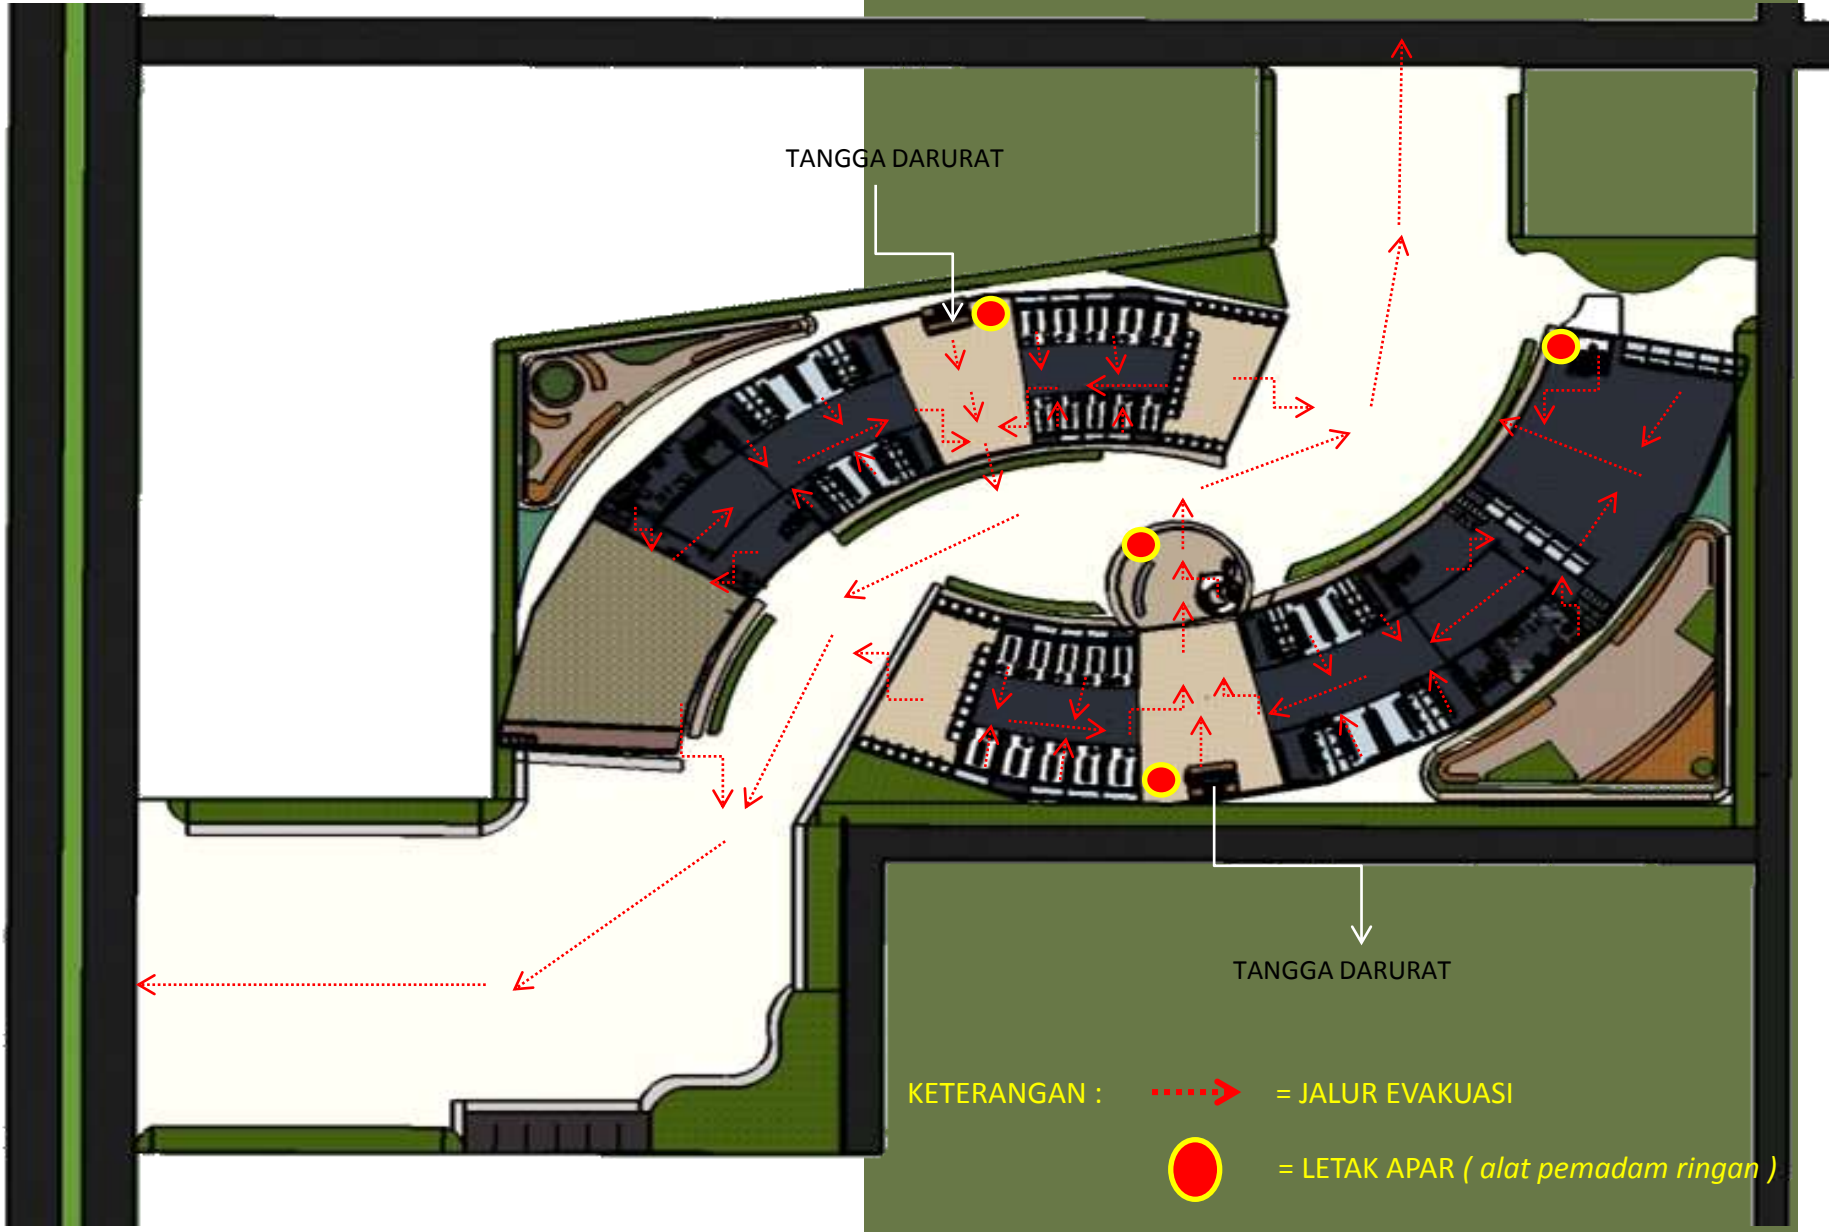 TANGGA DARURAT
TANGGA DARURAT
KETERANGAN : = JALUR EVAKUASI
= LETAK APAR ( alat pemadam ringan )